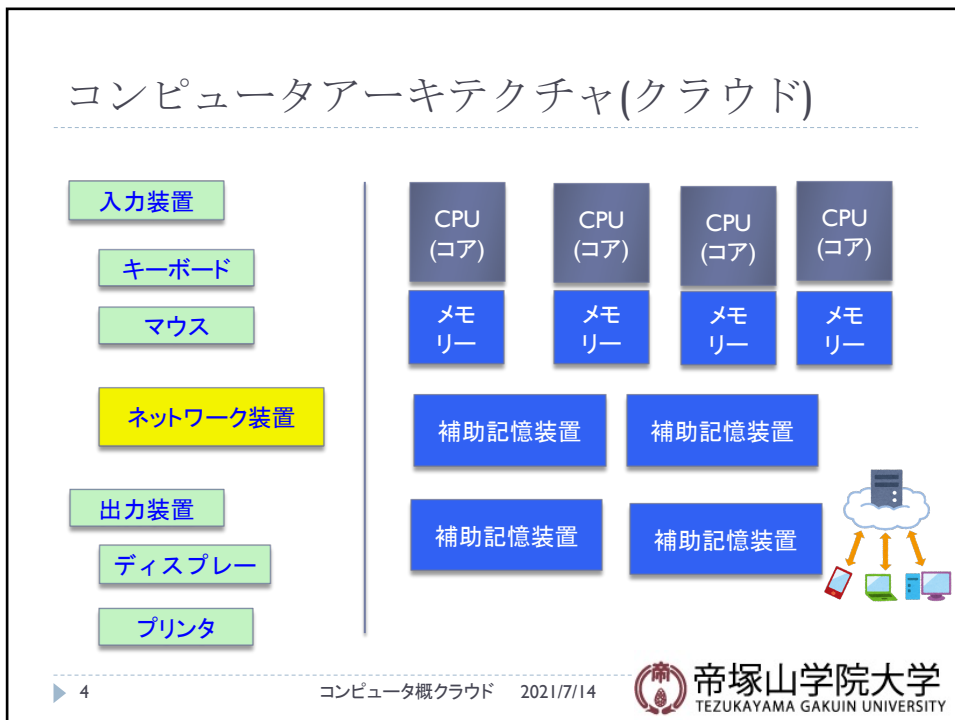 コンピュータアーキテクチャ(クラウド)
入力装置
キーボード
マウス
ネットワーク装置
出力装置
ディスプレー
プリンタ
CPU
(コア)
CPU
(コア)
CPU
(コア)
CPU
(コア)
メモ
リー
メモ
リー
メモ
リー
メモ
リー
補助記憶装置
補助記憶装置
補助記憶装置
補助記憶装置
4
コンピュータ概クラウド 2021/7/14
帝塚山学院大学
TEZUKAYAMA GAKUIN UNIVERSITY